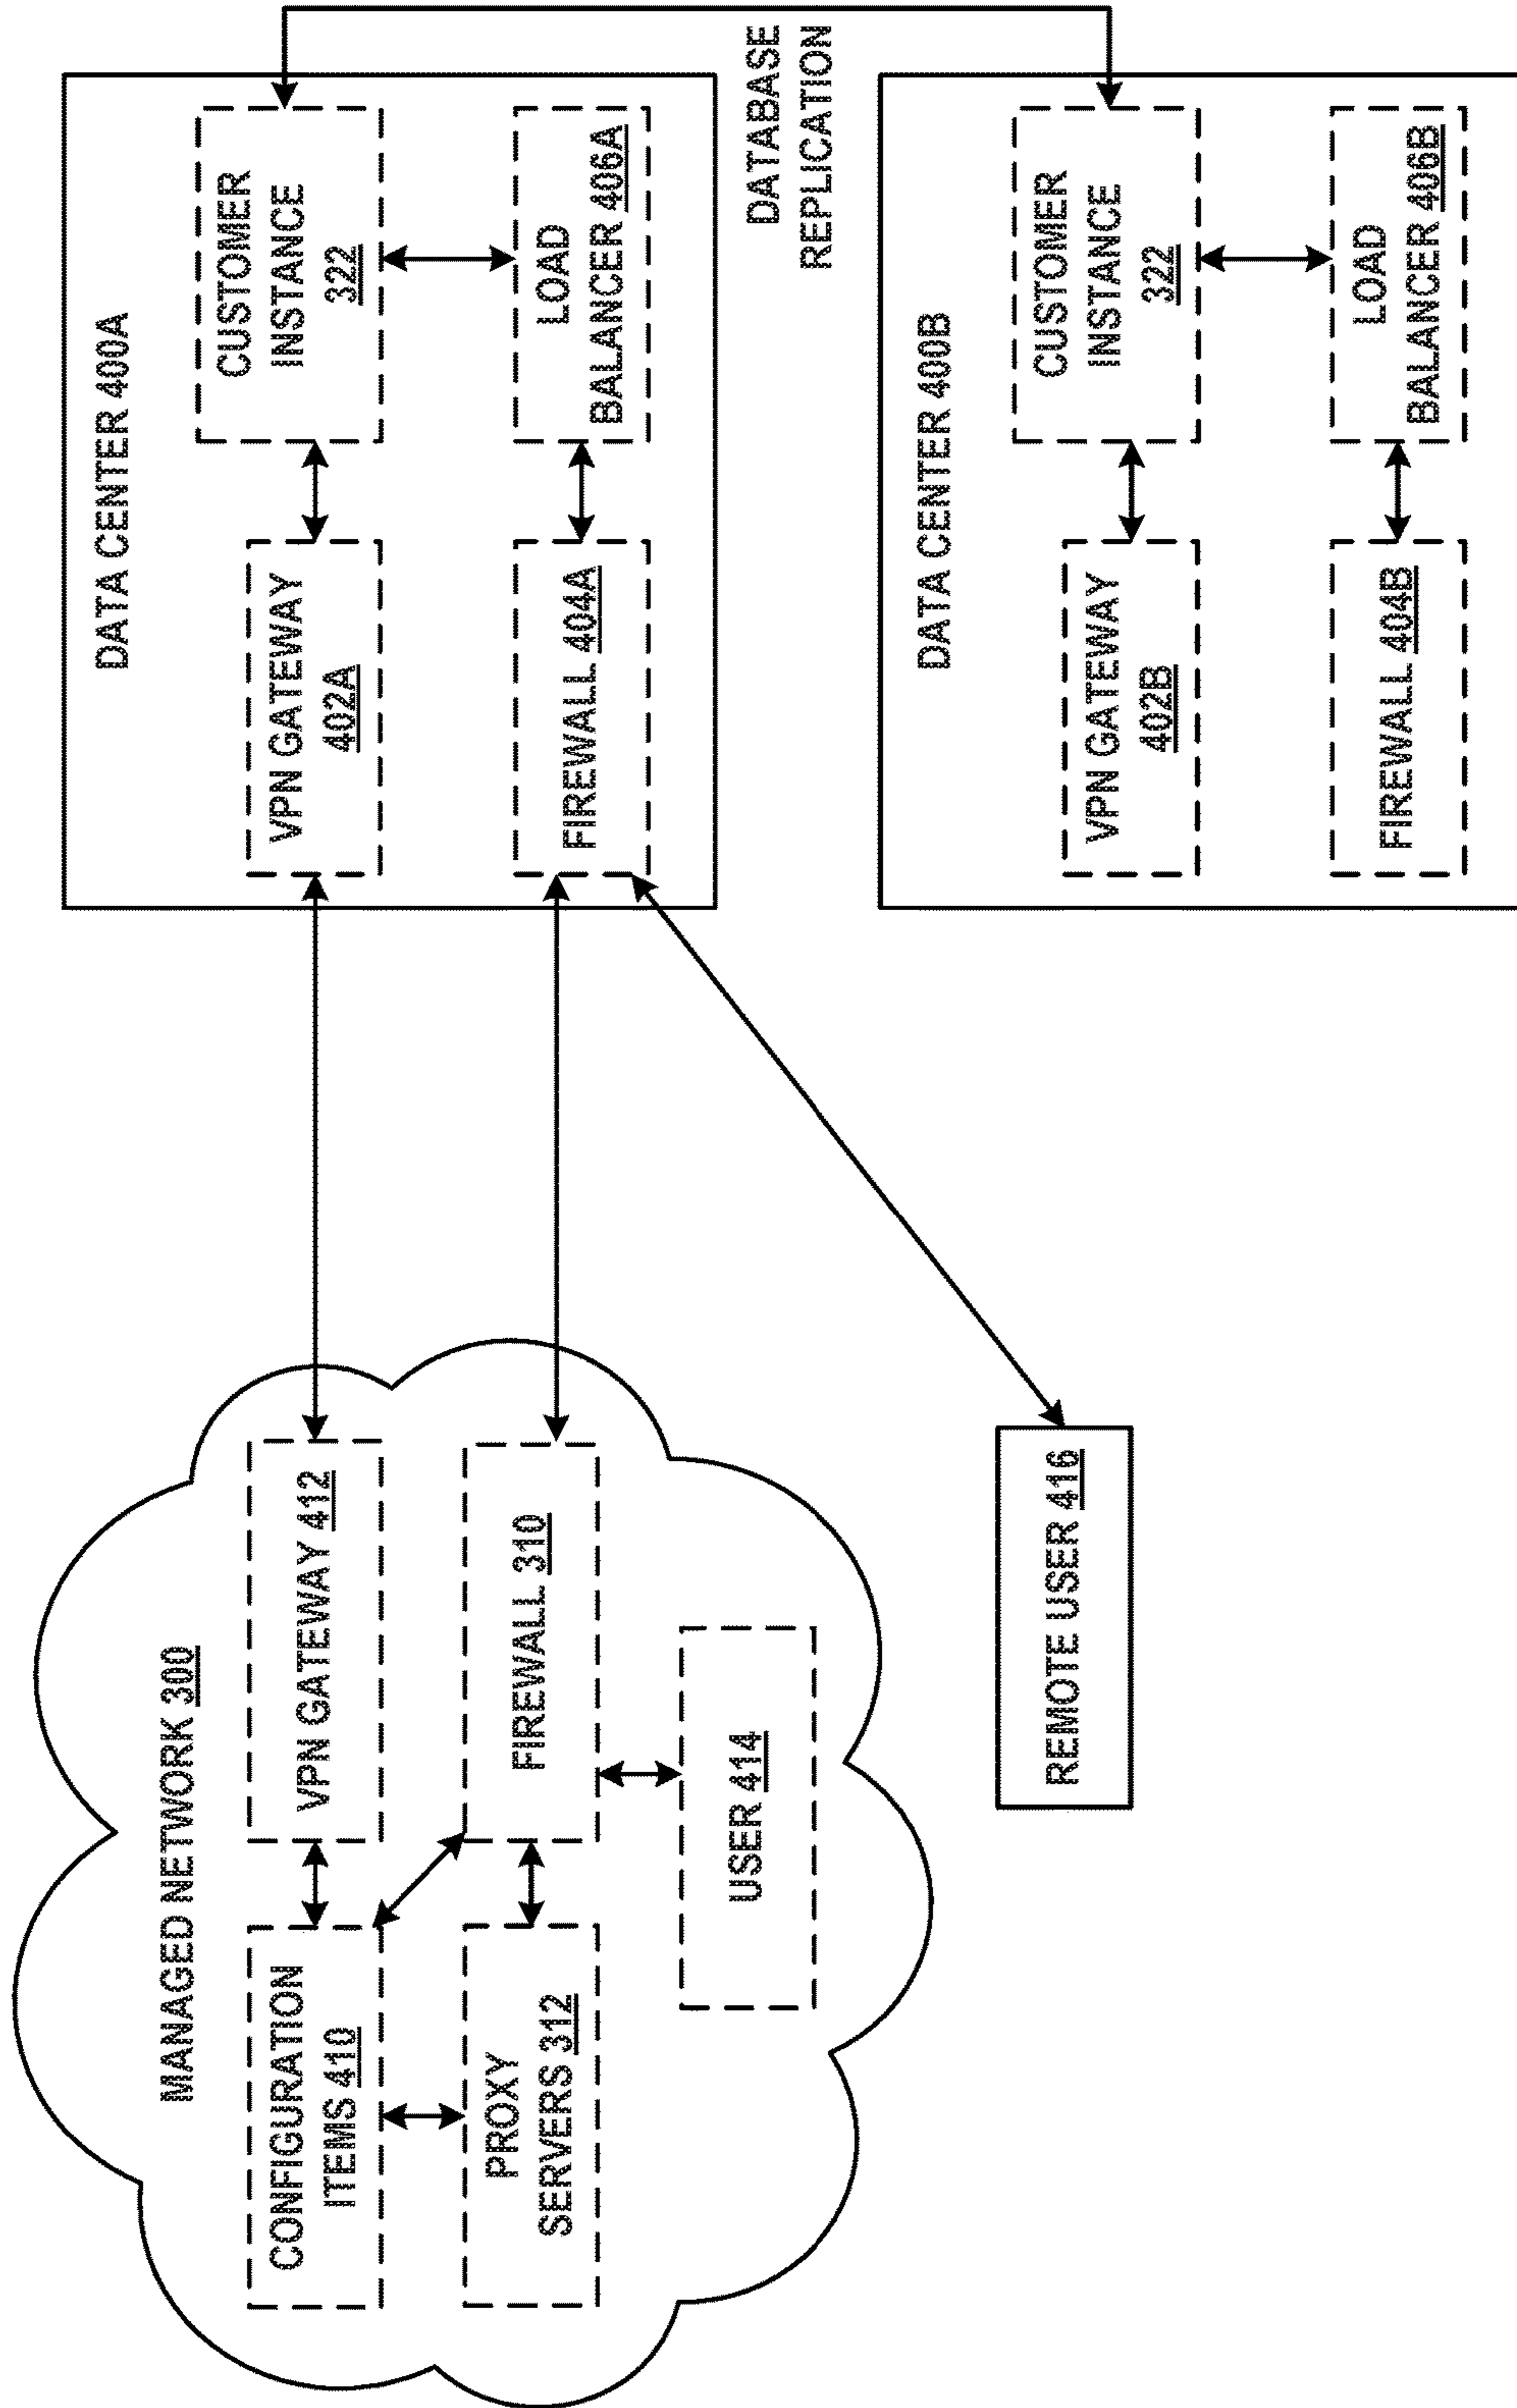 MANAGED NETWORK 300
CONFIGURATION
ITEMS 410
VPN GATEWAY 412
PROXY
SERVERS 312
FIREWALL 310
USER 414
REMOTE USER 416
DATA CENTER 400A
VPN GATEWAY
402A
CUSTOMER
INSTANCE
322
FIREWALL 404A
LOAD
BALANCER 406A
DATABASE
REPLICATION
DATA CENTER 400B
VPN GATEWAY
402B
CUSTOMER
INSTANCE
322
FIREWALL 404B
LOAD
BALANCER 406B